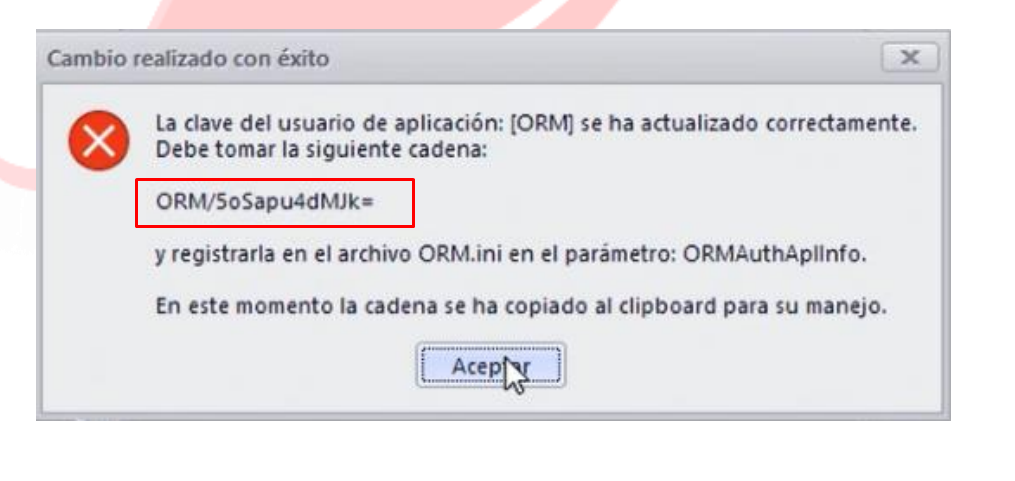 Cambio realizado con éxito
La clave del usuario de aplicación: [ORM] se ha actualizado correctamente.
Debe tomar la siguiente cadena:
ORM/5oSapu4dMJk=
y registrarla en el archivo ORM.ini en el parámetro: ORMAuthAplInfo.
En este momento la cadena se ha copiado al clipboard para su manejo.
Aceptar